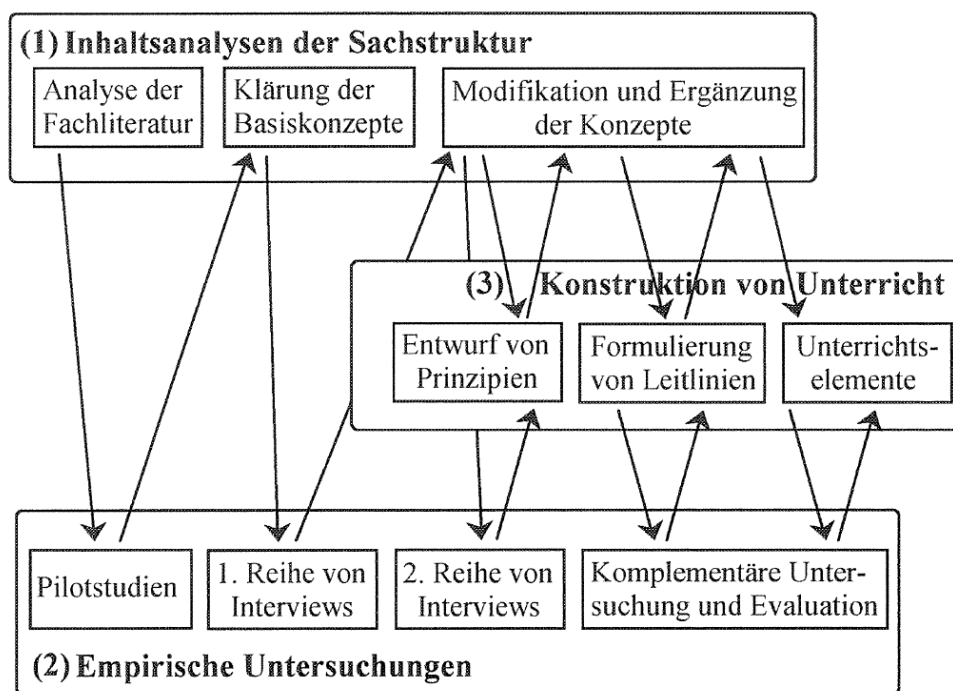 (1) Inhaltsanalysen der Sachstruktur
Analyse der
Fachliteratur
Klärung der
Basiskonzepte
Modifikation und Ergänzung
der Konzepte
(3) Konstruktion von Unterricht
Entwurf von
Prinzipien
Formulierung
von Leitlinien
Unterrichts-
elemente
Pilotstudien
1. Reihe von
Interviews
2. Reihe von
Interviews
Komplementäre Unter-
suchung und Evaluation
(2) Empirische Untersuchungen